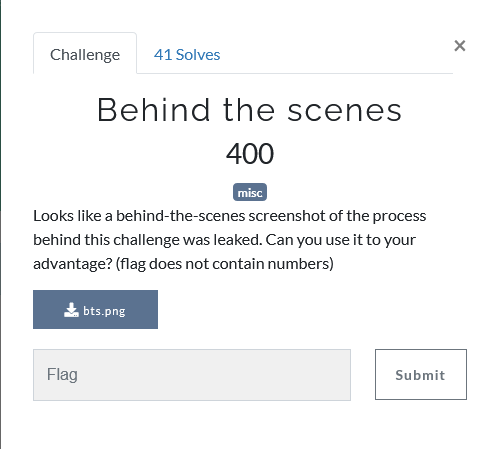 Challenge
41 Solves
×
Behind the scenes
400
misc
Looks like a behind-the-scenes screenshot of the process
behind this challenge was leaked. Can you use it to your
advantage? (flag does not contain numbers)
bts.png
Flag
Submit